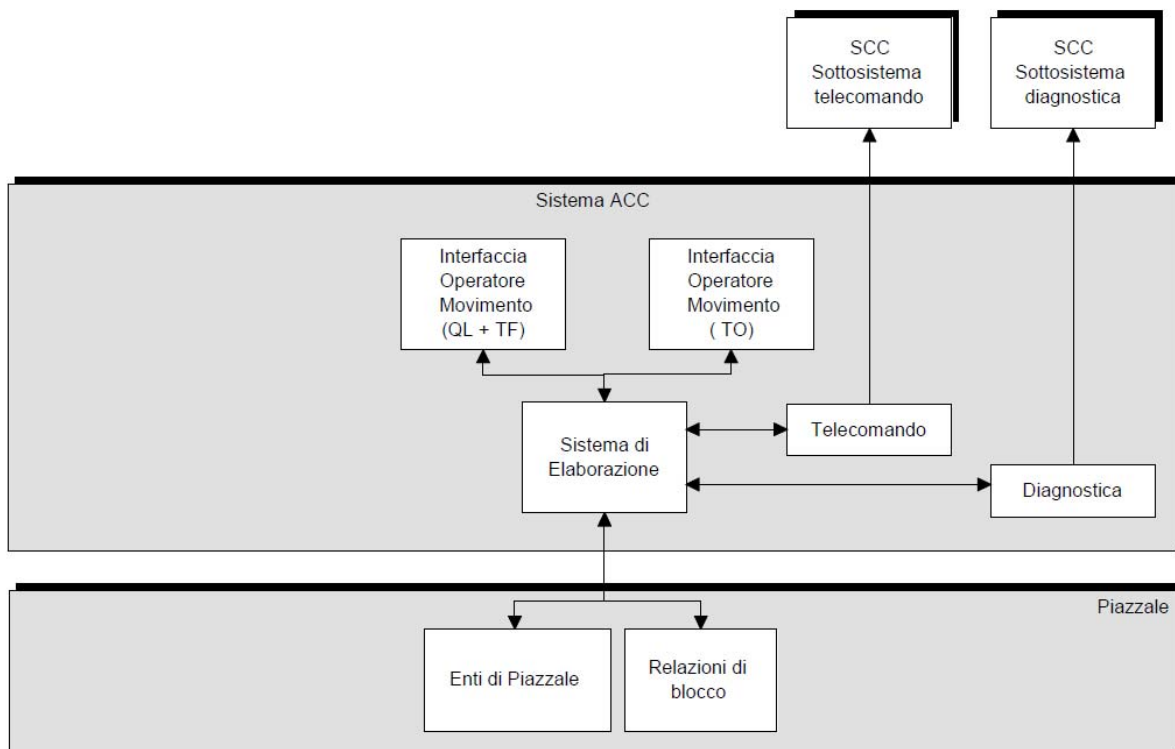 SCC
Sottosistema
telecomando
SCC
Sottosistema
diagnostica
Sistema ACC
Interfaccia
Operatore
Movimento
(QL + TF)
Interfaccia
Operatore
Movimento
( TO)
Sistema di
Elaborazione
Telecomando
Diagnostica
Piazzale
Enti di Piazzale
Relazioni di
blocco